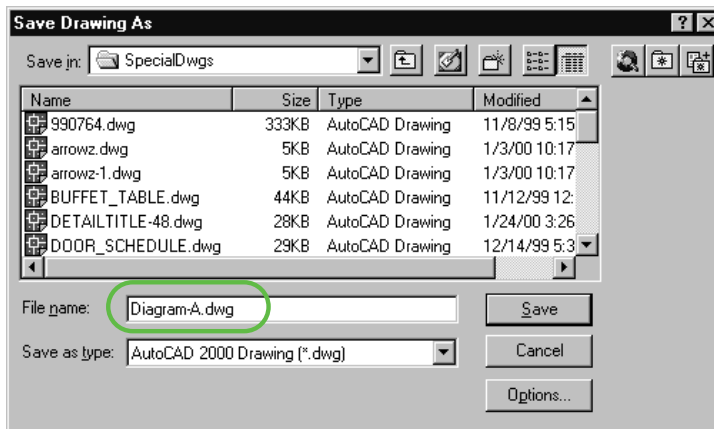 Save Drawing As
Save in: SpecialDwgs
Name Size Type Modified
990764.dwg 333KB AutoCAD Drawing 11/8/99 5:15
arrowz.dwg 5KB AutoCAD Drawing 1/3/00 10:17
arrowz-1.dwg 5KB AutoCAD Drawing 1/3/00 10:17
BUFFET_TABLE.dwg 44KB AutoCAD Drawing 11/12/99 12:
DETAILTITLE-48.dwg 28KB AutoCAD Drawing 1/24/00 3:26
DOOR_SCHEDULE.dwg 29KB AutoCAD Drawing 12/14/99 5:3
File name: Diagram-A.dwg Save
Save as type: AutoCAD 2000 Drawing (*.dwg) Cancel
Options...